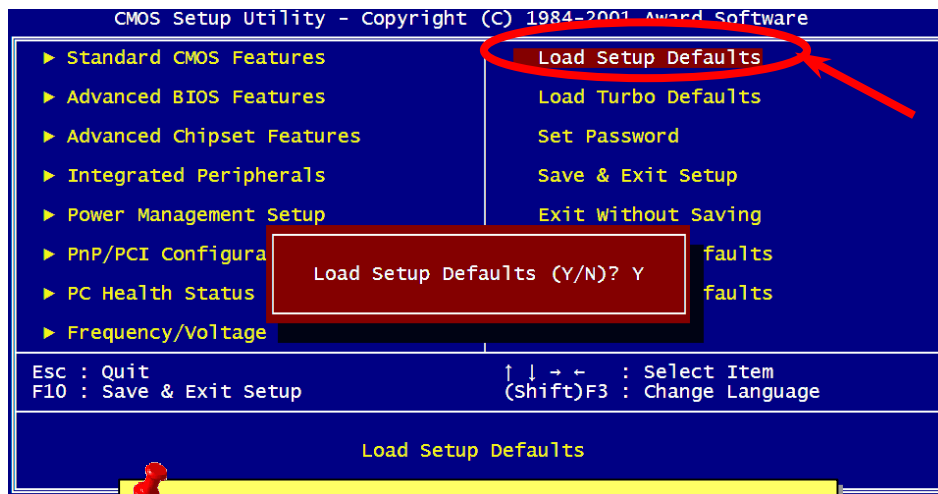 CMOS Setup Utility - Copyright (C) 1984-2001 Award Software
► Standard CMOS Features
► Advanced BIOS Features
► Advanced Chipset Features
► Integrated Peripherals
► Power Management Setup
► PnP/PCI Configura
► PC Health Status
► Frequency/Voltage
Load Setup Defaults
Load Turbo Defaults
Set Password
Save & Exit Setup
Exit Without Saving
faults
faults
Load Setup Defaults (Y/N)? Y
Esc : Quit
F10 : Save & Exit Setup
↑ ↓ → ← : Select Item
(Shift)F3 : Change Language
Load Setup Defaults